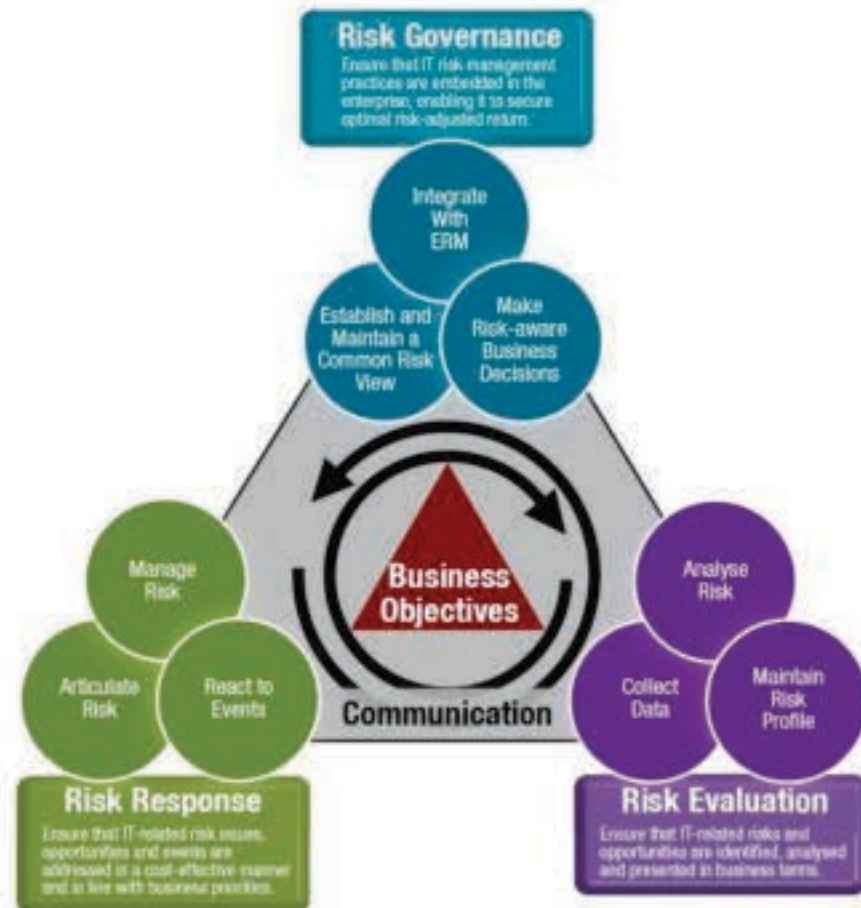 Risk Governance
Ensure that IT risk management
practices are embedded in the
enterprise, enabling it to secure
optimal risk-adjusted return.
Integrate
With
ERM
Establish and
Maintain a
Common Risk
View
Make
Risk-aware
Business
Decisions
Business
Objectives
Communication
Manage
Risk
Articulate
Risk
React to
Events
Risk Response
Ensure that IT-related risk issues,
opportunities and events are
addressed in a cost-effective manner
and in line with business priorities.
Analyse
Risk
Collect
Data
Maintain
Risk
Profile
Risk Evaluation
Ensure that IT-related risks and
opportunities are identified, analysed
and presented in business terms.